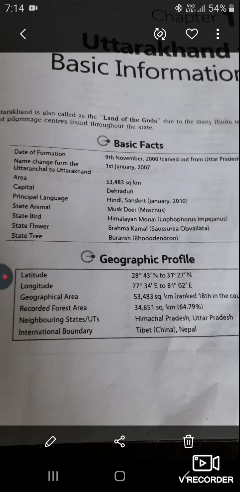 7:14
54%
Chapter
Uttarakhand
Basic Information
is also called as the "Land of the Gods" due to the many
pilgrimage centres found throughout the state.
Basic Facts
Date of Formation 9th November, 2000 (carved out from Uttar Pradesh
Name change form the 1st January, 2007
Uttaranchal to Uttarakhand
Area 53,483 sq km
Capital Dehradun
Principal Language Hindi, Sanskrit (January, 2010)
State Animal Musk Deer (Moschus)
State Bird Himalayan Monal (Lophophorus Impejanus)
State Flower Brahma Kamal (Saussurea Obvallata)
State Tree Buransh (Rhododendron)
Geographic Profile
Latitude 28° 43' N to 31° 27' N
Longitude 77° 34' E to 81° 02' E
Geographical Area 53,483 sq km (ranked 18th in the
Recorded Forest Area 34,651 sq. km (64.79%)
Neighbouring States/UTs Himachal Pradesh, Uttar Pradesh
International Boundary Tibet (China), Nepal
V RECORDER